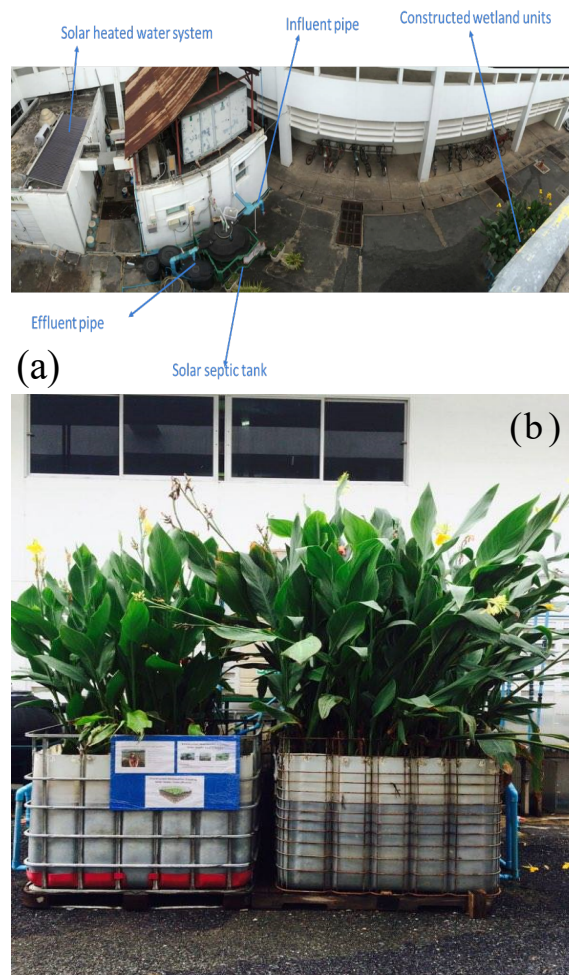 Solar heated water system
Influent pipe
Constructed wetland units
Effluent pipe
Solar septic tank
(a)
(b)